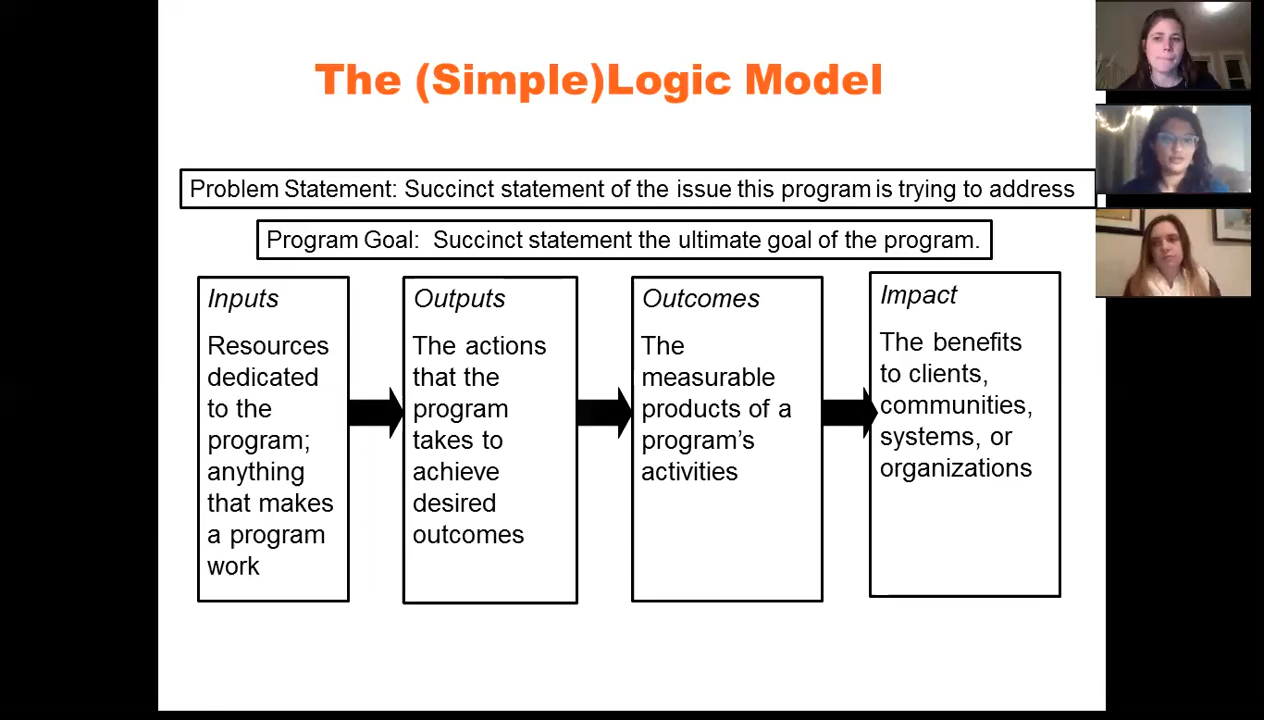 The (Simple)Logic Model
Problem Statement: Succinct statement of the issue this program is trying to address
Program Goal:  Succinct statement the ultimate goal of the program.
Inputs
Resources
dedicated
to the
program;
anything
that makes
a program
work
Outputs
The actions
that the
program
takes to
achieve
desired
outcomes
Outcomes
The
measurable
products of a
program’s
activities
Impact
The benefits
to clients,
communities,
systems, or
organizations